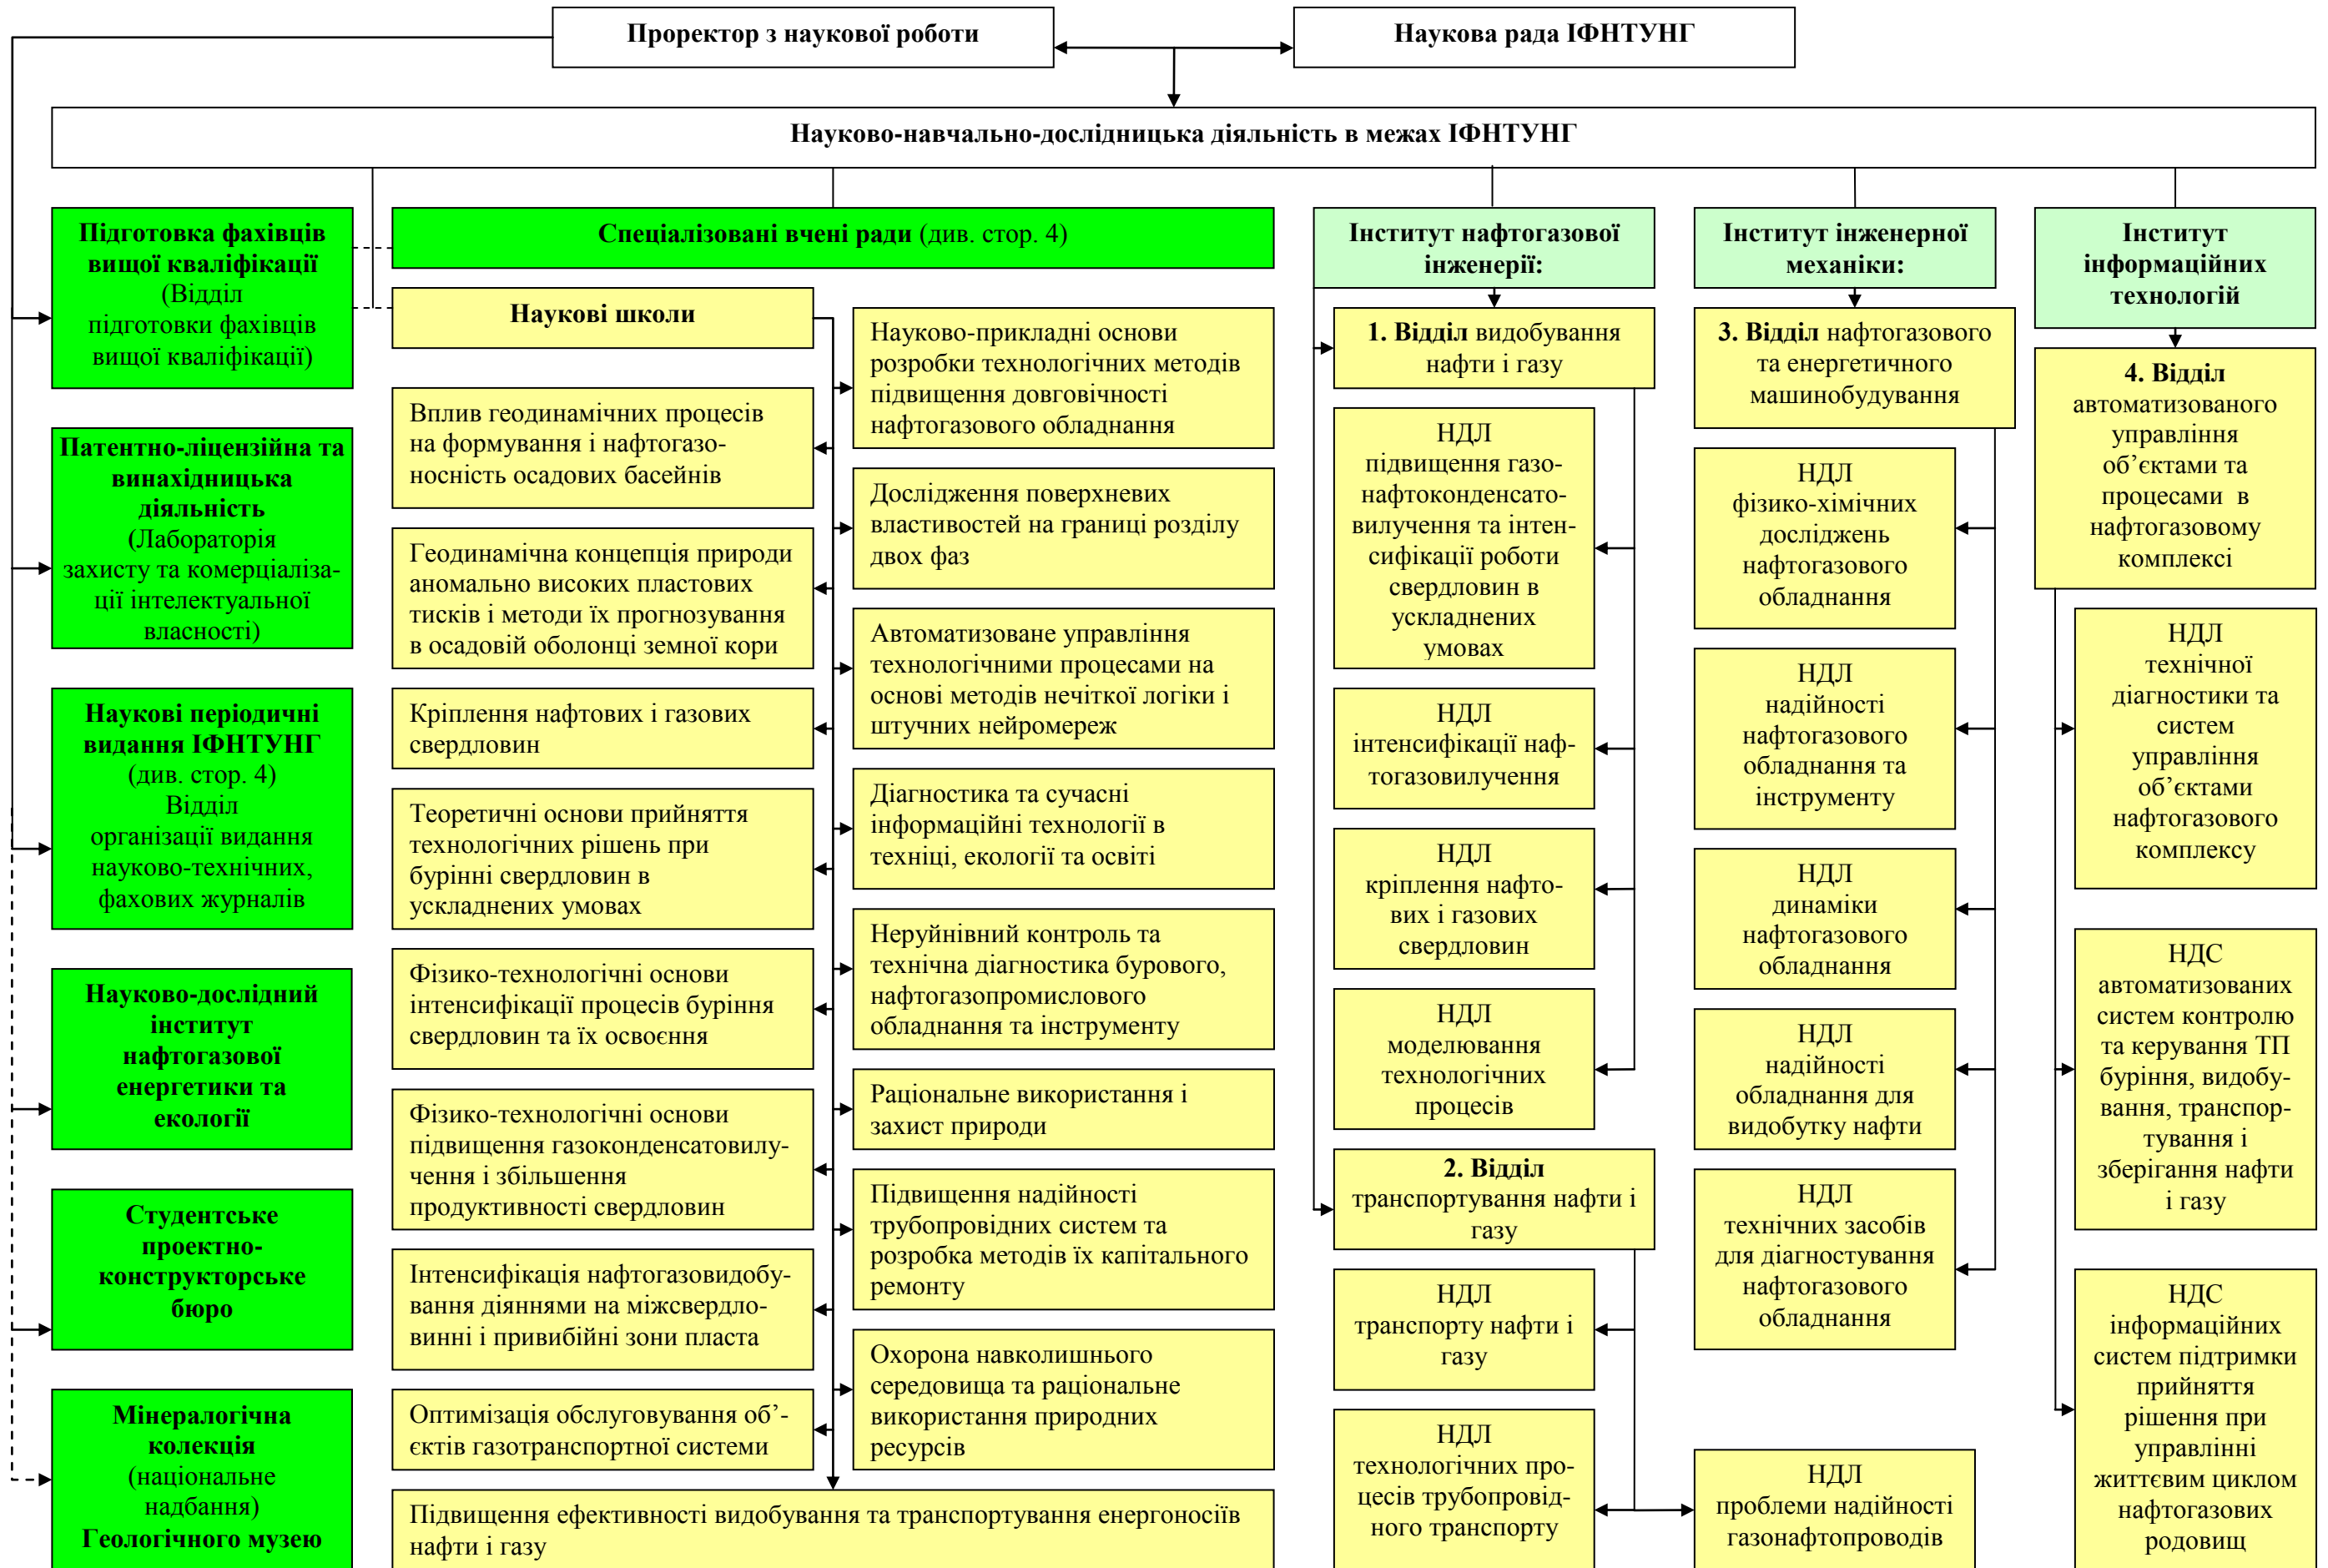 Проректор з наукової роботи
Наукова рада ІФНТУНГ
Науково-навчально-дослідницька діяльність в межах ІФНТУНГ
Підготовка фахівців
вищої кваліфікації
(Відділ
підготовки фахівців
вищої кваліфікації)
Патентно-ліцензійна та
винахідницька
діяльність
(Лабораторія
захисту та комерціаліза-
ції інтелектуальної
власності)
Наукові періодичні
видання ІФНТУНГ
(див. стор. 4)
Відділ
організації видання
науково-технічних,
фахових журналів
Науково-дослідний
інститут
нафтогазової
енергетики та
екології
Студентське
проектно-
конструкторське
бюро
Мінералогічна
колекція
(національне
надбання)
Геологічного музею
Спеціалізовані вчені ради (див. стор. 4)
Наукові школи
Вплив геодинамічних процесів
на формування і нафтогазо-
носність осадових басейнів
Геодинамічна концепція природи
аномально високих пластових
тисків і методи їх прогнозування
в осадовій оболонці земної кори
Кріплення нафтових і газових
свердловин
Теоретичні основи прийняття
технологічних рішень при
бурінні свердловин в
ускладнених умовах
Фізико-технологічні основи
інтенсифікації процесів буріння
свердловин та їх освоєння
Фізико-технологічні основи
підвищення газоконденсатовилу-
чення і збільшення
продуктивності свердловин
Інтенсифікація нафтогазовидобу-
вання діяннями на міжсвердло-
винні і привибійні зони пласта
Оптимізація обслуговування об’-
єктів газотранспортної системи
Науково-прикладні основи
розробки технологічних методів
підвищення довговічності
нафтогазового обладнання
Дослідження поверхневих
властивостей на границі розділу
двох фаз
Автоматизоване управління
технологічними процесами на
основі методів нечіткої логіки і
штучних нейромереж
Діагностика та сучасні
інформаційні технології в
техніці, екології та освіті
Неруйнівний контроль та
технічна діагностика бурового,
нафтогазопромислового
обладнання та інструменту
Раціональне використання і
захист природи
Підвищення надійності
трубопровідних систем та
розробка методів їх капітального
ремонту
Охорона навколишнього
середовища та раціональне
використання природних
ресурсів
Підвищення ефективності видобування та транспортування енергоносіїв
нафти і газу
Інститут нафтогазової
інженерії:
1. Відділ видобування
нафти і газу
НДЛ
підвищення газо-
нафтоконденсато-
вилучення та інтен-
сифікації роботи
свердловин в
ускладнених
умовах
НДЛ
інтенсифікації наф-
тогазовилучення
НДЛ
кріплення нафто-
вих і газових
свердловин
НДЛ
моделювання
технологічних
процесів
2. Відділ
транспортування нафти і
газу
НДЛ
транспорту нафти і
газу
НДЛ
технологічних про-
цесів трубопровід-
ного транспорту
Інститут інженерної
механіки:
3. Відділ нафтогазового
та енергетичного
машинобудування
НДЛ
фізико-хімічних
досліджень
нафтогазового
обладнання
НДЛ
надійності
нафтогазового
обладнання та
інструменту
НДЛ
динаміки
нафтогазового
обладнання
НДЛ
надійності
обладнання для
видобутку нафти
НДЛ
технічних засобів
для діагностування
нафтогазового
обладнання
НДЛ
проблеми надійності
газонафтопроводів
Інститут
інформаційних
технологій
4. Відділ
автоматизованого
управління
об’єктами та
процесами в
нафтогазовому
комплексі
НДЛ
технічної
діагностики та
систем
управління
об’єктами
нафтогазового
комплексу
НДС
автоматизованих
систем контролю
та керування ТП
буріння, видобу-
вання, транспор-
тування і
зберігання нафти
і газу
НДС
інформаційних
систем підтримки
прийняття
рішення при
управлінні
життєвим циклом
нафтогазових
родовищ